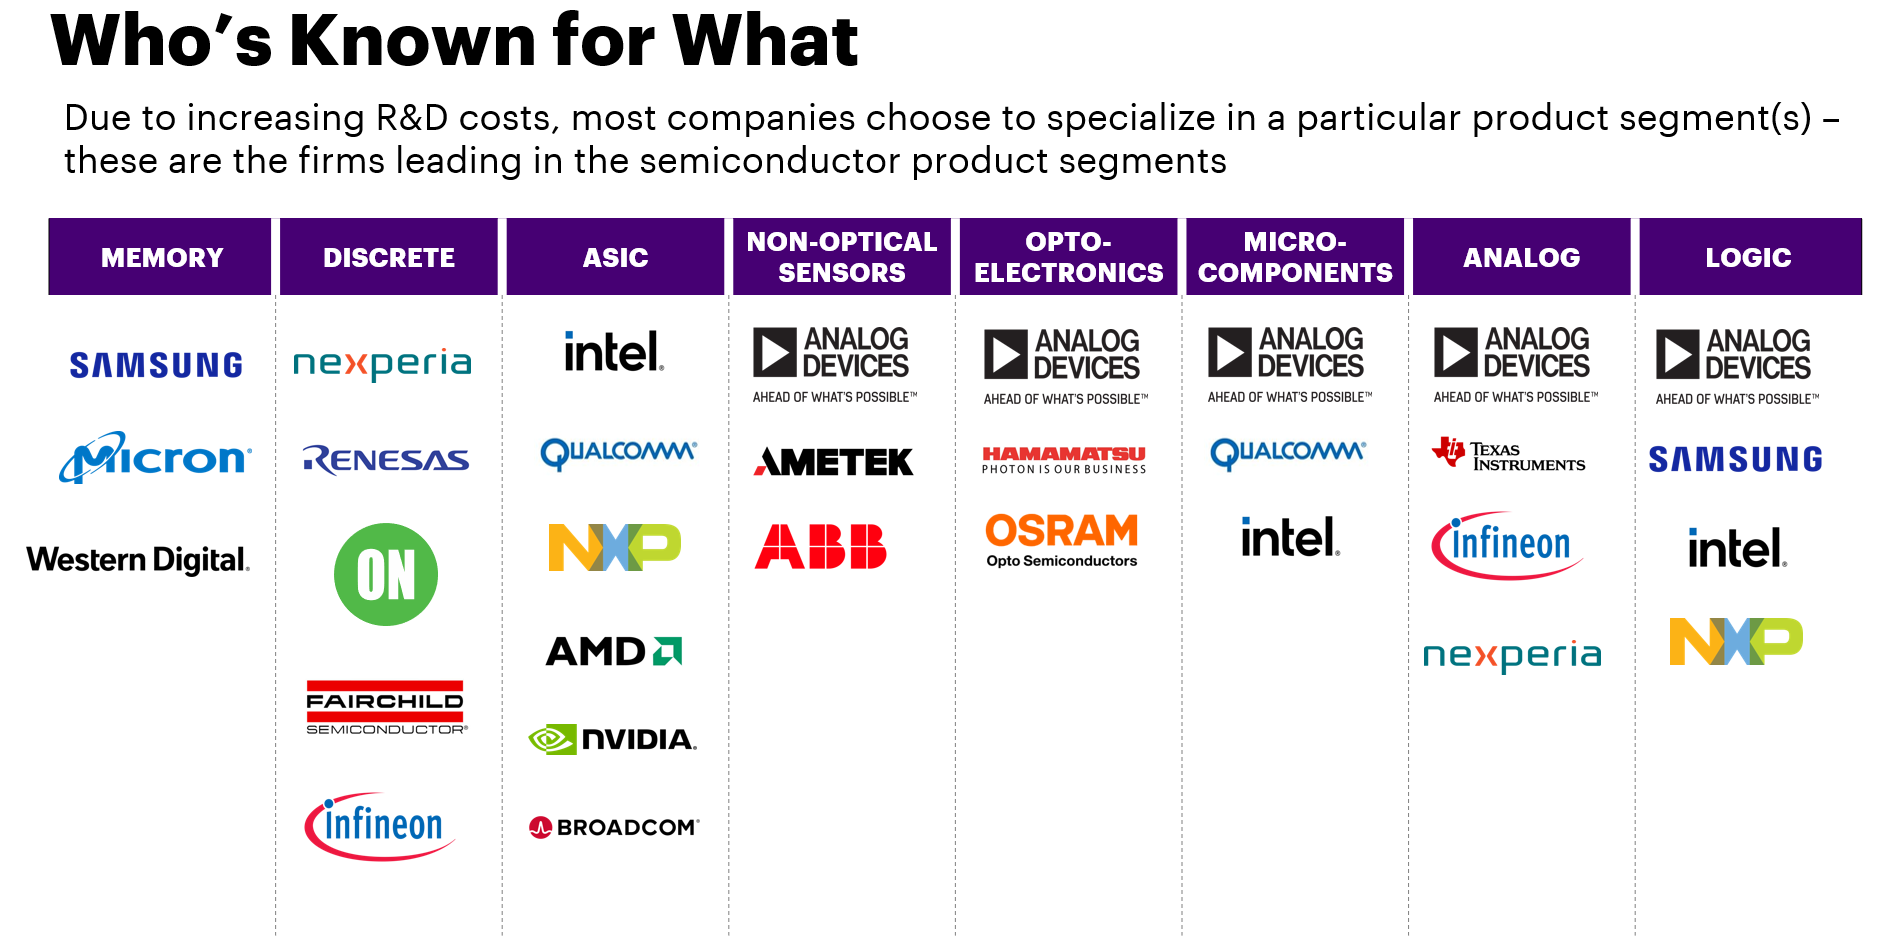 Who’s Known for What
Due to increasing R&D costs, most companies choose to specialize in a particular product segment(s) –
these are the firms leading in the semiconductor product segments
MEMORY
SAMSUNG
Micron®
Western Digital®
DISCRETE
nexperia
RENESAS
ON
FAIRCHILD
SEMICONDUCTOR®
infineon
ASIC
intel®
QUALCOMM®
NXP
AMD
NVIDIA®
BROADCOM®
NON-OPTICAL
SENSORS
ANALOG
DEVICES
AHEAD OF WHAT'S POSSIBLE™
AMETEK
ABB
OPTO-
ELECTRONICS
ANALOG
DEVICES
AHEAD OF WHAT'S POSSIBLE™
HAMAMATSU
PHOTON IS OUR BUSINESS
OSRAM
Opto Semiconductors
MICRO-
COMPONENTS
ANALOG
DEVICES
AHEAD OF WHAT'S POSSIBLE™
QUALCOMM®
intel®
ANALOG
ANALOG
DEVICES
AHEAD OF WHAT'S POSSIBLE™
TEXAS
INSTRUMENTS
infineon
nexperia
LOGIC
ANALOG
DEVICES
AHEAD OF WHAT'S POSSIBLE™
SAMSUNG
intel®
NXP